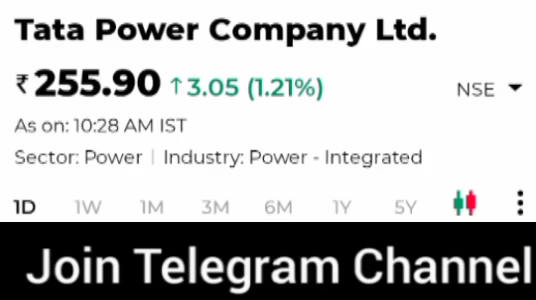 Tata Power Company Ltd.
₹255.90 ↑3.05 (1.21%) NSE
As on: 10:28 AM IST
Sector: Power | Industry: Power - Integrated
1D 1W 1M 3M 6M 1Y 5Y
Join Telegram Channel